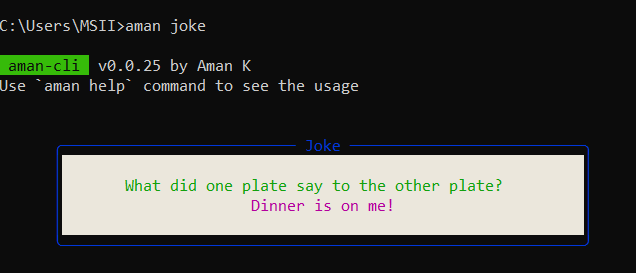 C:\Users\MSII>aman joke
aman-cli v0.0.25 by Aman K
Use `aman help` command to see the usage
Joke
What did one plate say to the other plate?
Dinner is on me!